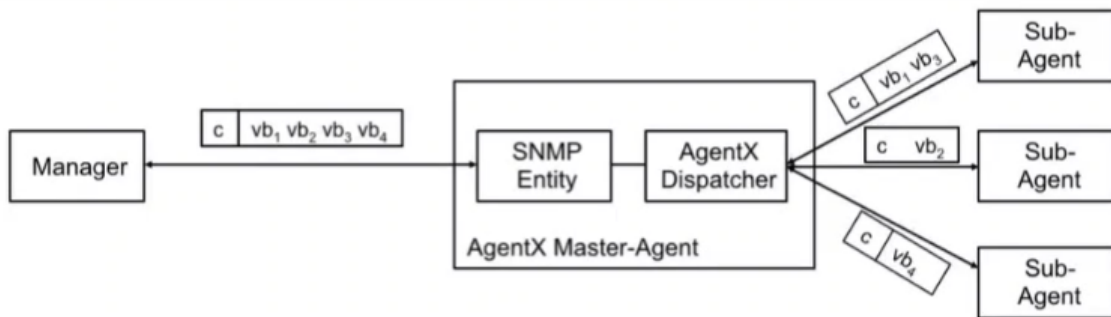 Manager
c vb₁ vb₂ vb₃ vb₄
SNMP
Entity
AgentX
Dispatcher
AgentX Master-Agent
c vb₁ vb₃
c vb₂
c vb₄
Sub-
Agent
Sub-
Agent
Sub-
Agent